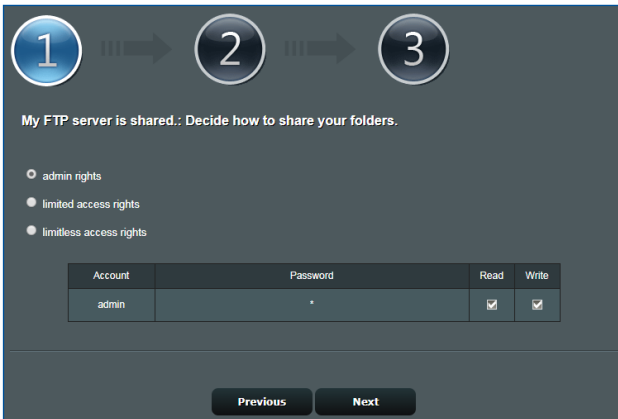 1 2 3
My FTP server is shared.: Decide how to share your folders.
admin rights
limited access rights
limitless access rights
Account Password Read Write
admin *
Previous Next